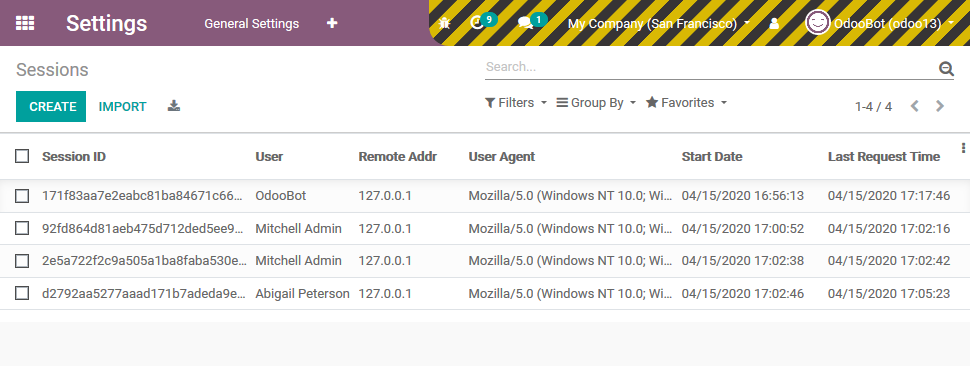 Settings General Settings 9 1 My Company (San Francisco) OdooBot (odoo13)
Sessions Search...
CREATE IMPORT Filters Group By Favorites 1-4 / 4
Session ID User Remote Addr User Agent Start Date Last Request Time
171f83aa7e2eabc81ba84671c66... OdooBot 127.0.0.1 Mozilla/5.0 (Windows NT 10.0; Wi... 04/15/2020 16:56:13 04/15/2020 17:17:46
92fd864d81aeb475d712ded5ee9... Mitchell Admin 127.0.0.1 Mozilla/5.0 (Windows NT 10.0; Wi... 04/15/2020 17:00:52 04/15/2020 17:02:16
2e5a722f2c9a505a1ba8faba530e... Mitchell Admin 127.0.0.1 Mozilla/5.0 (Windows NT 10.0; Wi... 04/15/2020 17:02:38 04/15/2020 17:02:42
d2792aa5277aaad171b7adeda9e... Abigail Peterson 127.0.0.1 Mozilla/5.0 (Windows NT 10.0; Wi... 04/15/2020 17:02:46 04/15/2020 17:05:23